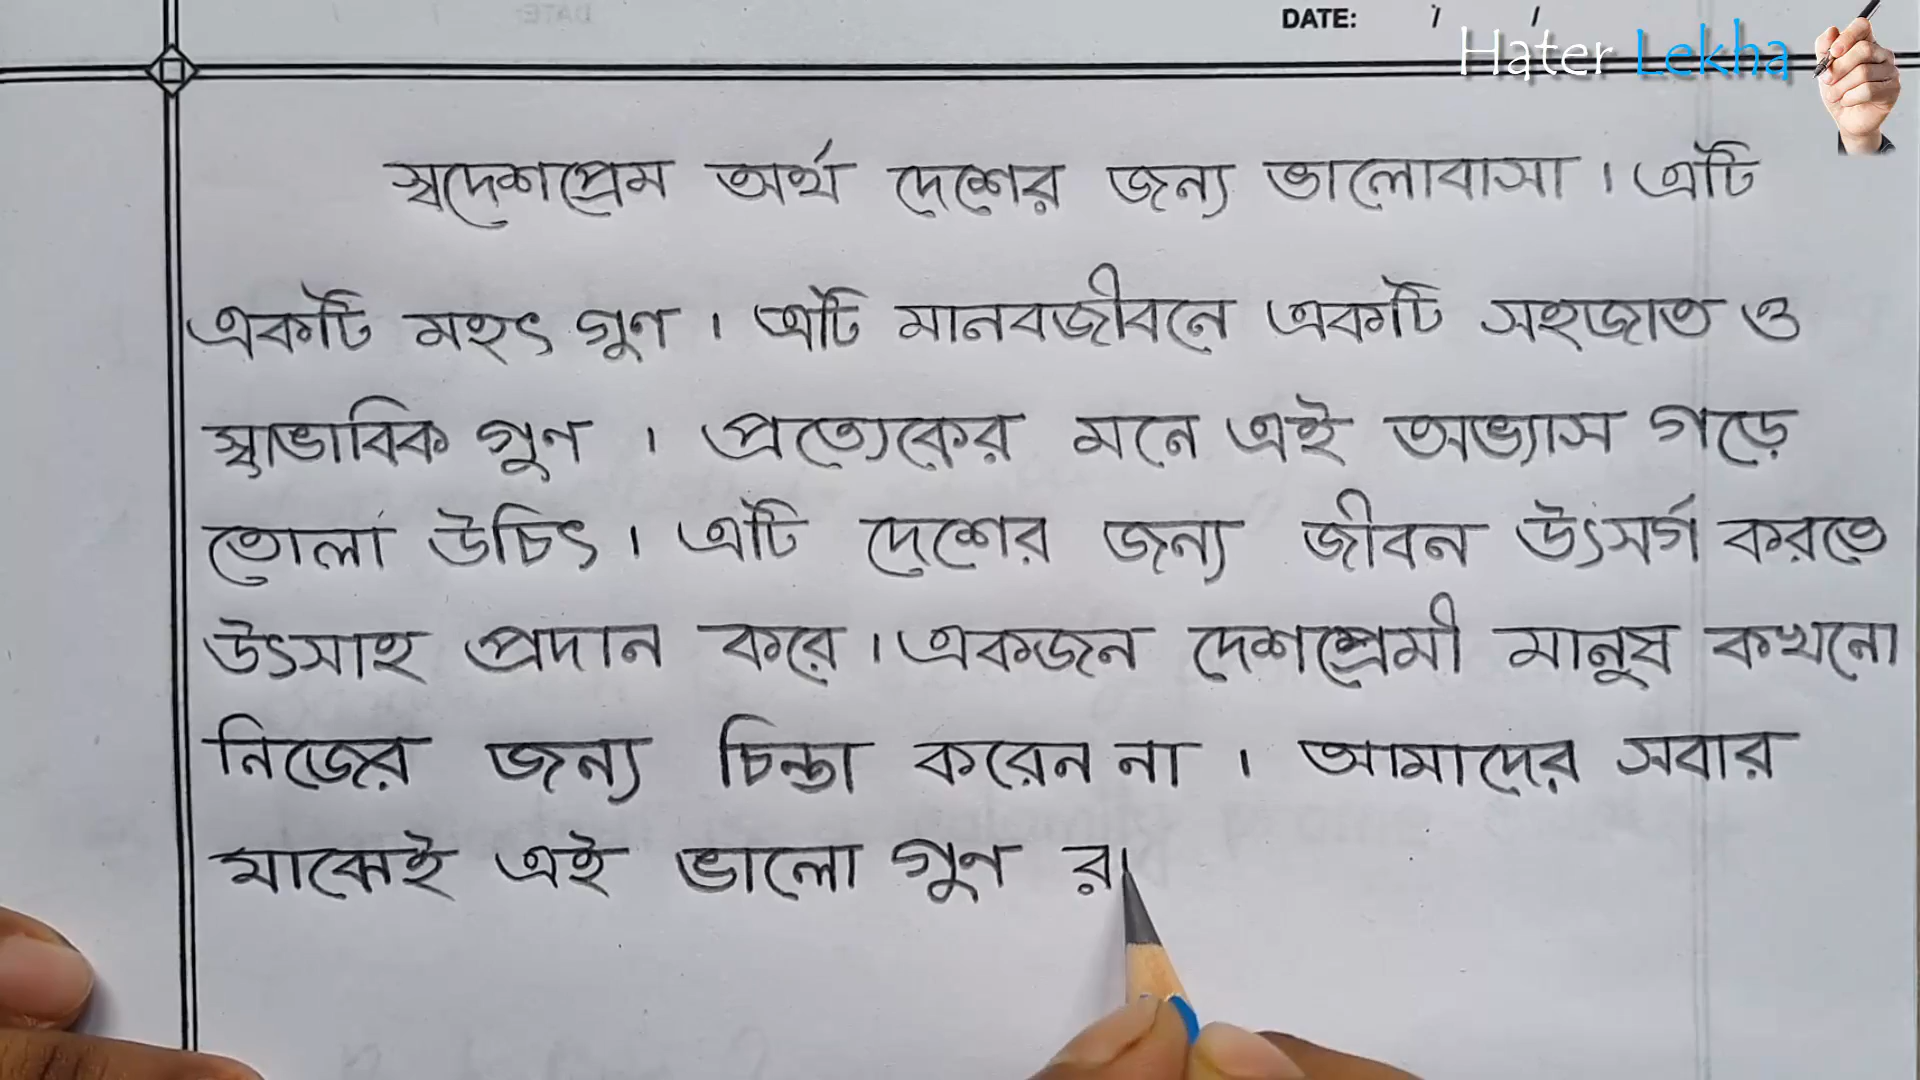 DATE: / /
Hater Lekha
স্বদেশপ্রেম অর্থ দেশের জন্য ভালোবাসা। এটি
একটি মহৎ গুন। এটি মানবজীবনে একটি সহজাত ও
স্বাভাবিক গুন। প্রত্যেকের মনে এই অভ্যাস গড়ে
তোলা উচিৎ। এটি দেশের জন্য জীবন উৎসর্গ করতে
উৎসাহ প্রদান করে। একজন দেশপ্রেমী মানুষ কখনো
নিজের জন্য চিন্তা করেন না। আমাদের সবার
মাঝেই এই ভালো গুন র